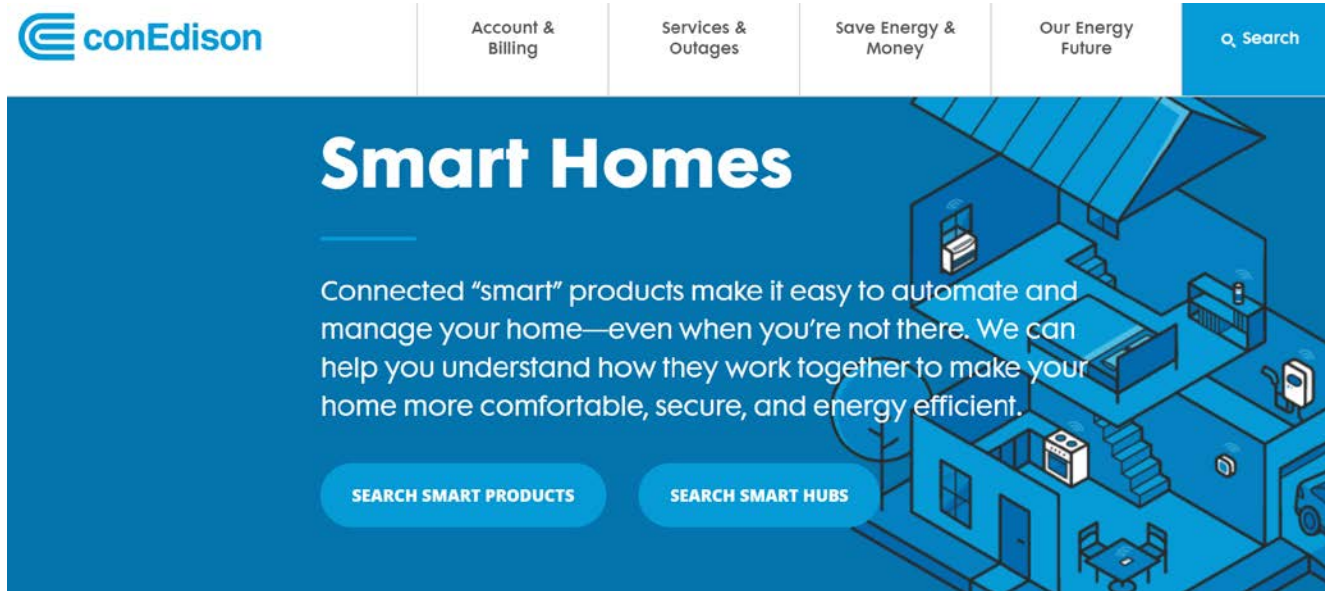 conEdison
Account &
Billing
Services &
Outages
Save Energy &
Money
Our Energy
Future
Search
Smart Homes
Connected “smart” products make it easy to automate and
manage your home—even when you’re not there. We can
help you understand how they work together to make your
home more comfortable, secure, and energy efficient.
SEARCH SMART PRODUCTS
SEARCH SMART HUBS